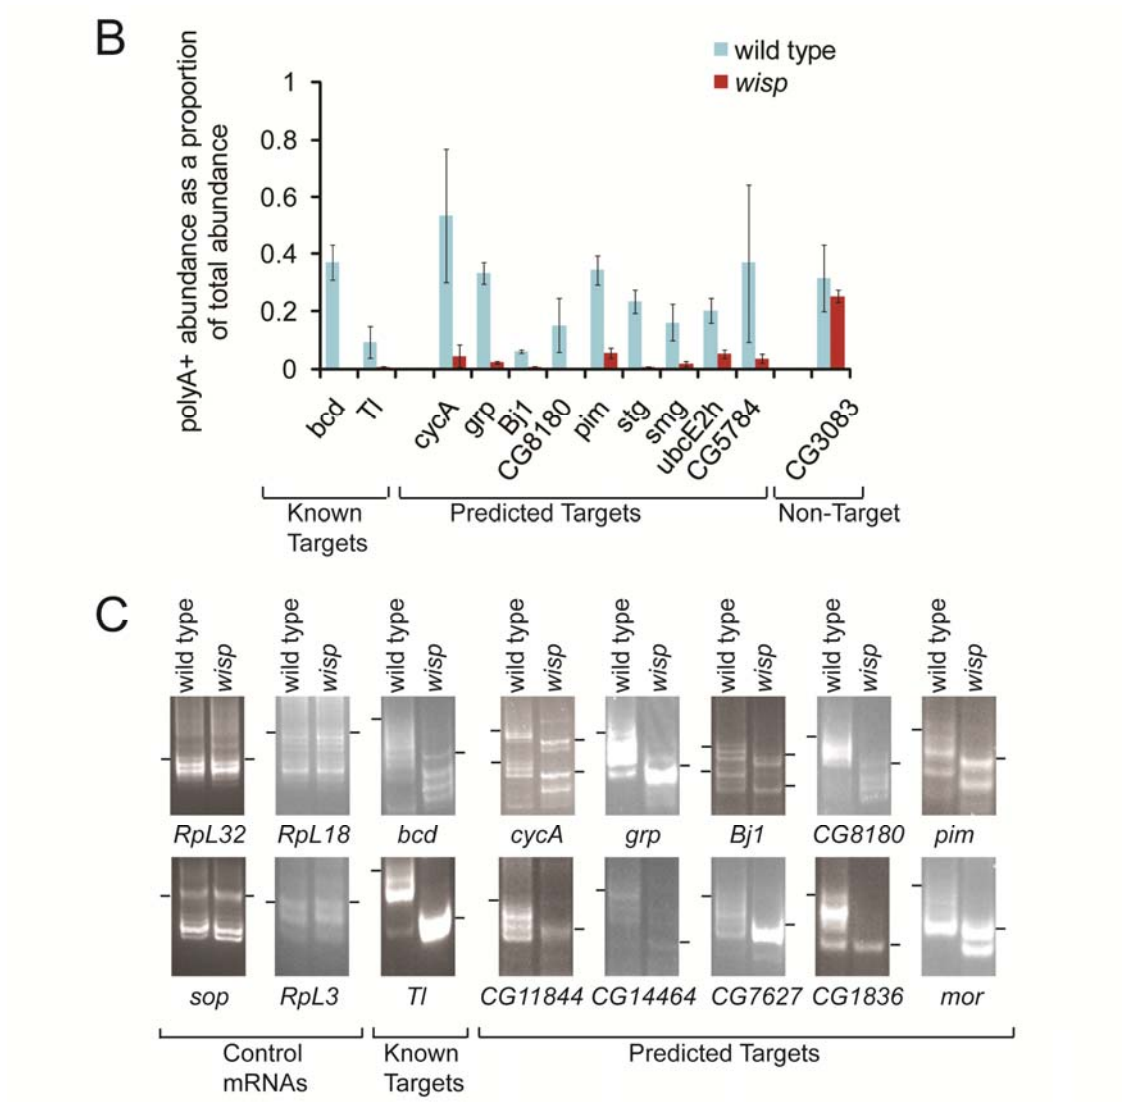 B
polyA+ abundance as a proportion
of total abundance
wild type
wisp
1
0.8
0.6
0.4
0.2
0
bcd
Tl
cycA
grp
Bj1
CG8180
pim
stg
smg
ubcE2h
CG5784
CG3083
Known
Targets
Predicted Targets
Non-Target
C
wild type
wisp
wild type
wisp
wild type
wisp
wild type
wisp
wild type
wisp
wild type
wisp
wild type
wisp
wild type
wisp
RpL32 RpL18 bcd cycA grp Bj1 CG8180 pim
sop RpL3 Tl CG11844 CG14464 CG7627 CG1836 mor
Control
mRNAs
Known
Targets
Predicted Targets